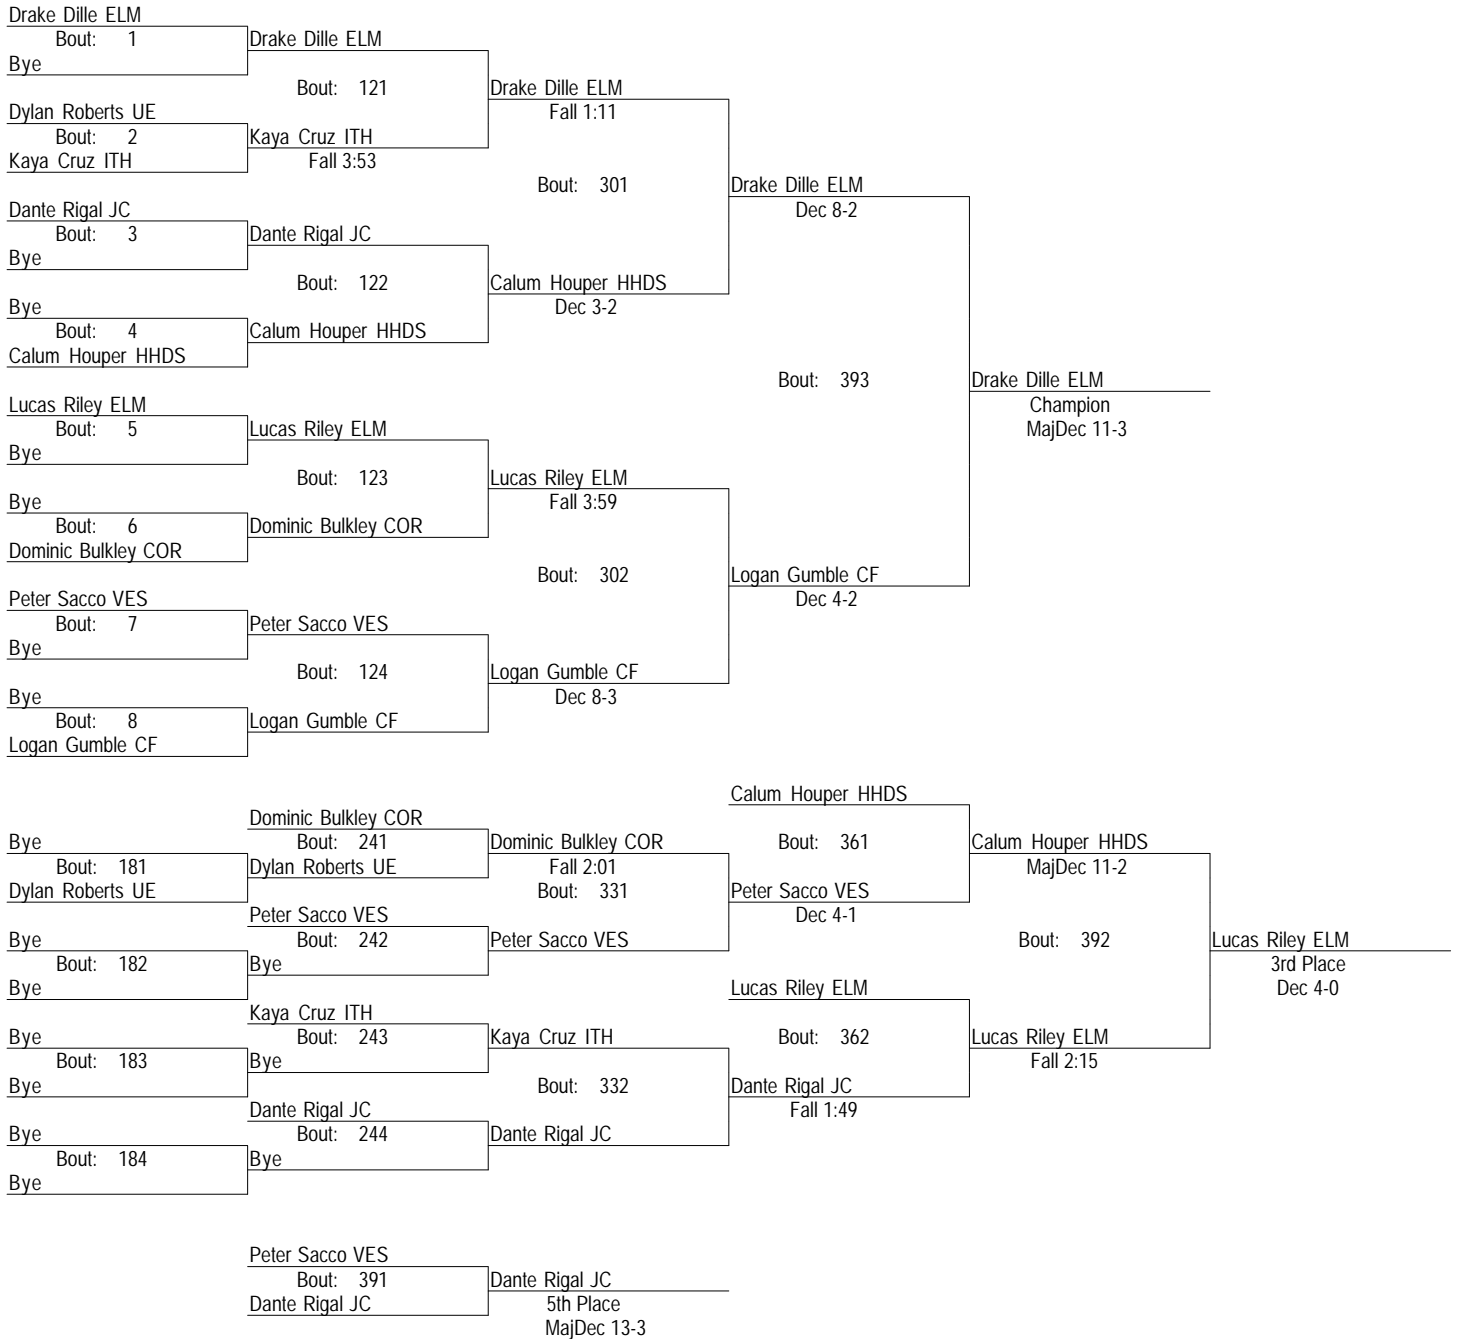 Drake Dille ELM
Bout: 1 Drake Dille ELM
Bye
Bout: 121 Drake Dille ELM
Dylan Roberts UE Fall 1:11
Bout: 2 Kaya Cruz ITH
Kaya Cruz ITH Fall 3:53
Bout: 301 Drake Dille ELM
Dante Rigal JC Dec 8-2
Bout: 3 Dante Rigal JC
Bye
Bout: 122 Calum Houper HHDS
Bye Dec 3-2
Bout: 4 Calum Houper HHDS
Calum Houper HHDS
Bout: 393 Drake Dille ELM
Lucas Riley ELM Champion
Bout: 5 Lucas Riley ELM MajDec 11-3
Bye
Bout: 123 Lucas Riley ELM
Bye Fall 3:59
Bout: 6 Dominic Bulkley COR
Dominic Bulkley COR
Bout: 302 Logan Gumble CF
Peter Sacco VES Dec 4-2
Bout: 7 Peter Sacco VES
Bye
Bout: 124 Logan Gumble CF
Bye Dec 8-3
Bout: 8 Logan Gumble CF
Logan Gumble CF
Calum Houper HHDS
Dominic Bulkley COR
Bye Bout: 241 Dominic Bulkley COR Bout: 361 Calum Houper HHDS
Bout: 181 Dylan Roberts UE Fall 2:01 MajDec 11-2
Dylan Roberts UE Bout: 331 Peter Sacco VES
Peter Sacco VES Dec 4-1
Bye Bout: 242 Peter Sacco VES Bout: 392 Lucas Riley ELM
Bout: 182 Bye 3rd Place
Bye Lucas Riley ELM Dec 4-0
Kaya Cruz ITH
Bye Bout: 243 Kaya Cruz ITH Bout: 362 Lucas Riley ELM
Bout: 183 Bye Fall 2:15
Bye Bout: 332 Dante Rigal JC
Dante Rigal JC Fall 1:49
Bye Bout: 244 Dante Rigal JC
Bout: 184 Bye
Bye
Peter Sacco VES
Bout: 391 Dante Rigal JC
Dante Rigal JC 5th Place
MajDec 13-3